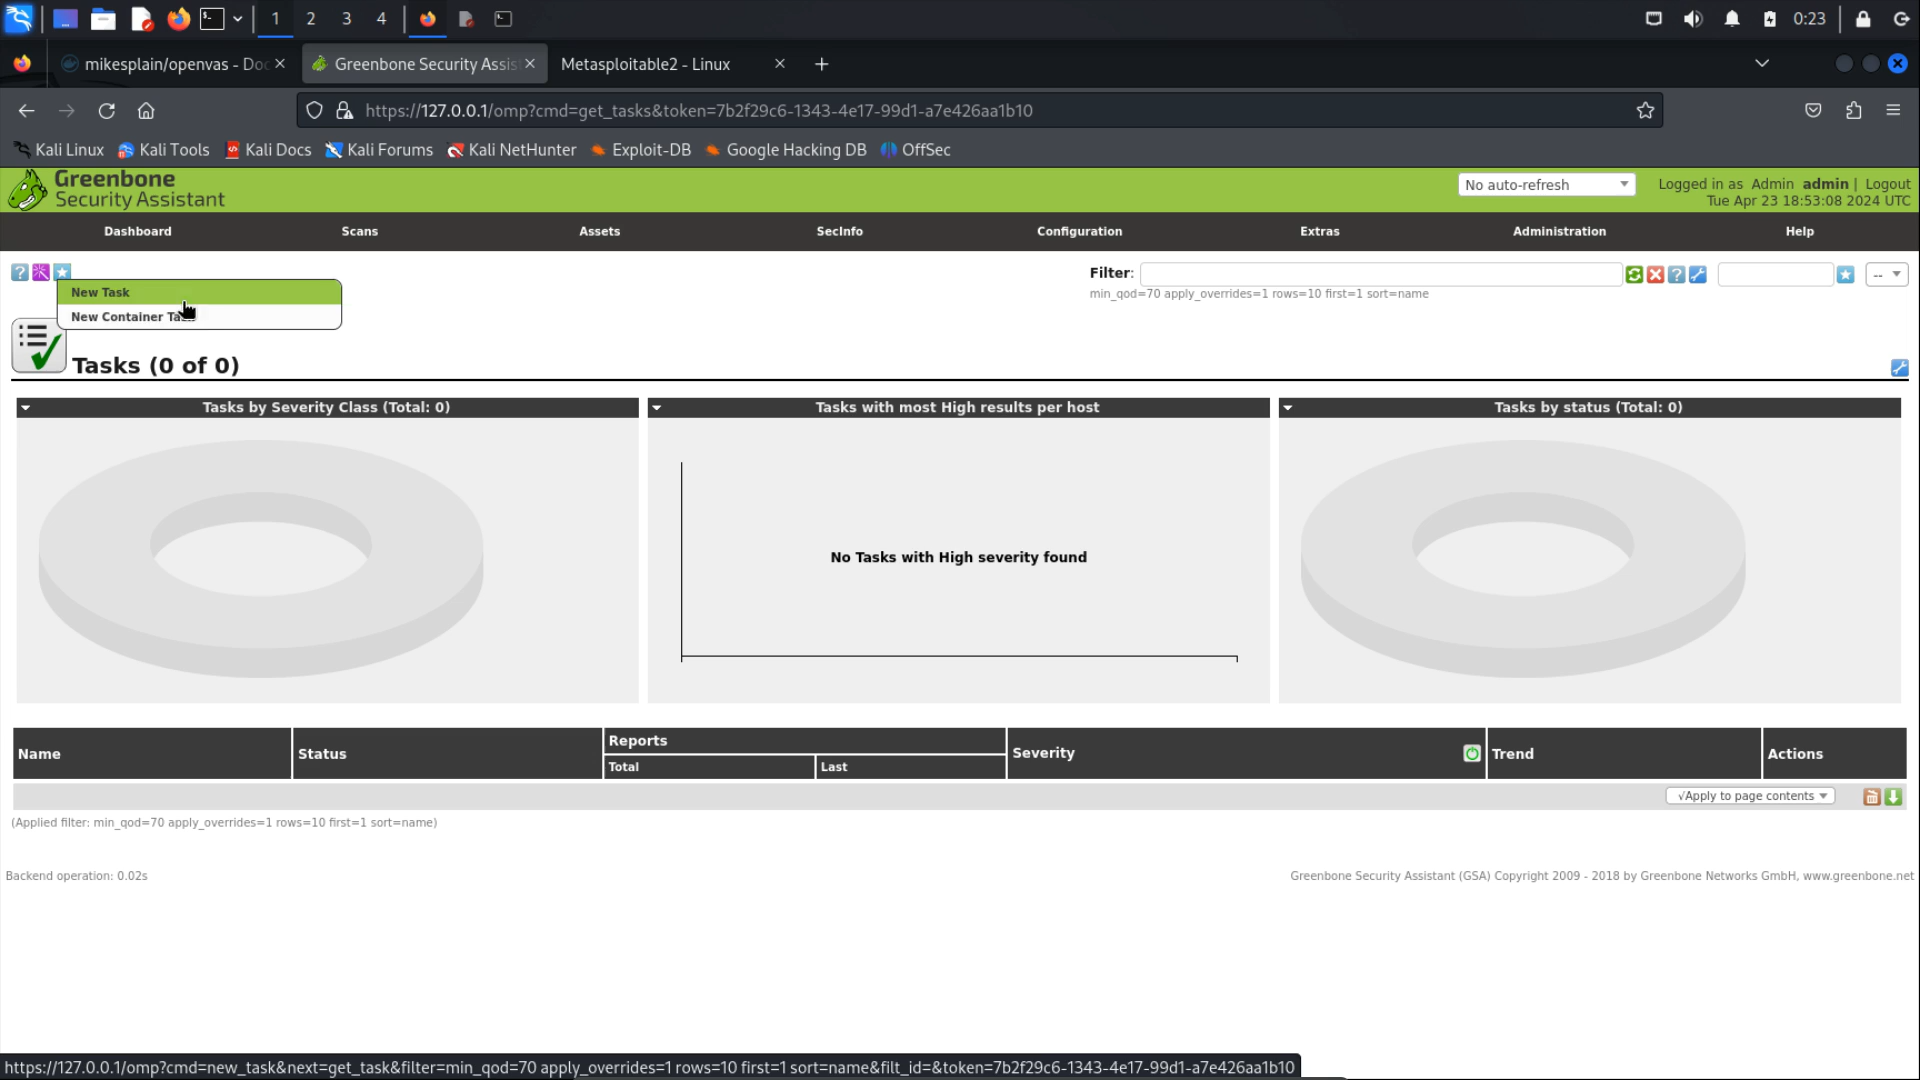 1 2 3 4 0:23
mikesplain/openvas - Doc Greenbone Security Assis Metasploitable2 - Linux
https://127.0.0.1/omp?cmd=get_tasks&token=7b2f29c6-1343-4e17-99d1-a7e426aa1b10
Kali Linux Kali Tools Kali Docs Kali Forums Kali NetHunter Exploit-DB Google Hacking DB OffSec
Greenbone
Security Assistant
No auto-refresh Logged in as Admin admin | Logout
Tue Apr 23 18:53:08 2024 UTC
Dashboard Scans Assets SecInfo Configuration Extras Administration Help
Filter: --
min_qod=70 apply_overrides=1 rows=10 first=1 sort=name
New Task
New Container
Tasks (0 of 0)
Tasks by Severity Class (Total: 0) Tasks with most High results per host Tasks by status (Total: 0)
No Tasks with High severity found
Name Status Reports Severity Trend Actions
Total Last
√Apply to page contents
(Applied filter: min_qod=70 apply_overrides=1 rows=10 first=1 sort=name)
Backend operation: 0.02s Greenbone Security Assistant (GSA) Copyright 2009 - 2018 by Greenbone Networks GmbH, www.greenbone.net
https://127.0.0.1/omp?cmd=new_task&next=get_task&filter=min_qod=70 apply_overrides=1 rows=10 first=1 sort=name&filt_id=&token=7b2f29c6-1343-4e17-99d1-a7e426aa1b10